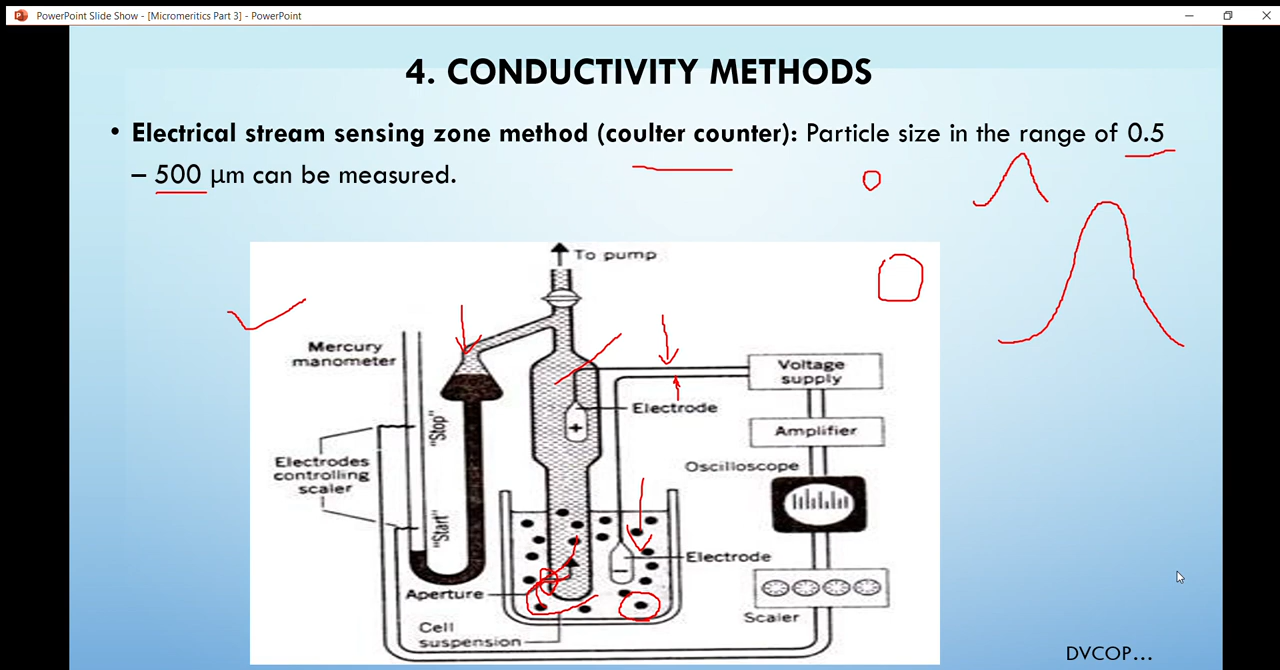 PowerPoint Slide Show - [Micromeritics Part 3] - PowerPoint
4. CONDUCTIVITY METHODS
• Electrical stream sensing zone method (coulter counter): Particle size in the range of 0.5
– 500 μm can be measured.
To pump
Mercury
manometer
Voltage
supply
"Stop"
Electrode
+
Amplifier
Electrodes
controlling
scaler
Oscilloscope
"Start"
Electrode
–
Aperture
Scaler
Cell
suspension
DVCOP...